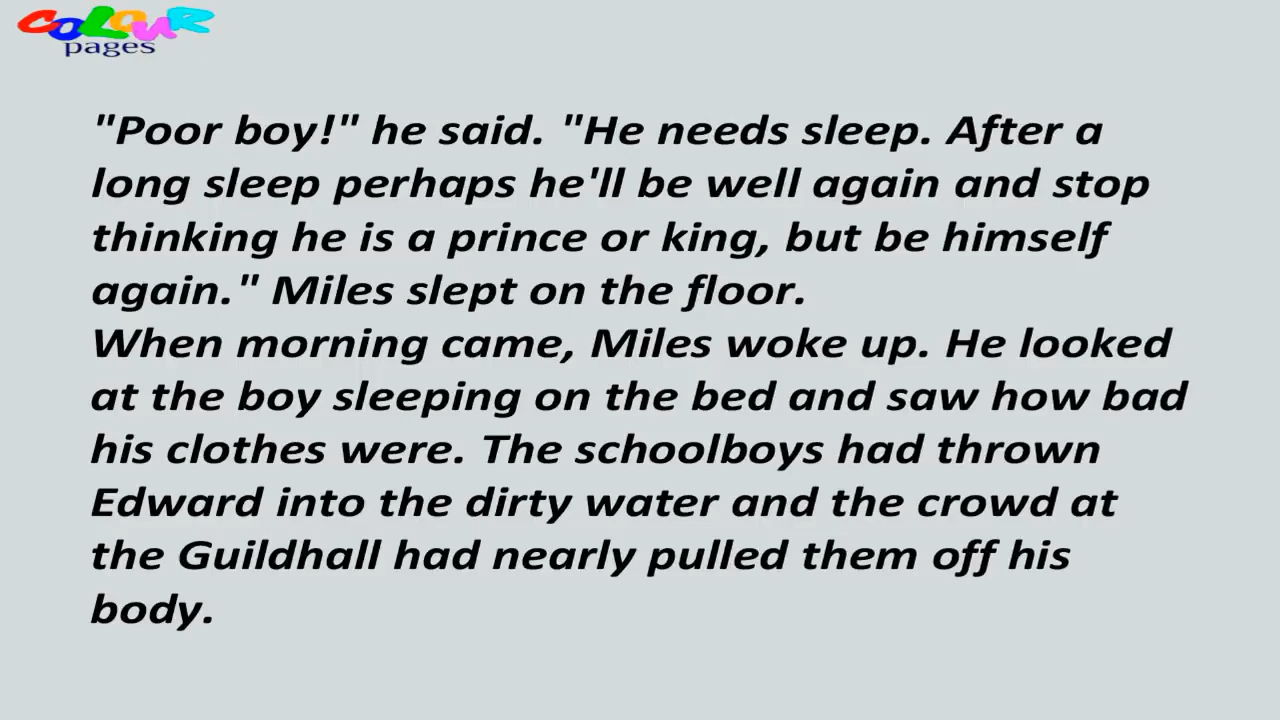 COLOUR
pages
"Poor boy!" he said. "He needs sleep. After a
long sleep perhaps he'll be well again and stop
thinking he is a prince or king, but be himself
again." Miles slept on the floor.
When morning came, Miles woke up. He looked
at the boy sleeping on the bed and saw how bad
his clothes were. The schoolboys had thrown
Edward into the dirty water and the crowd at
the Guildhall had nearly pulled them off his
body.